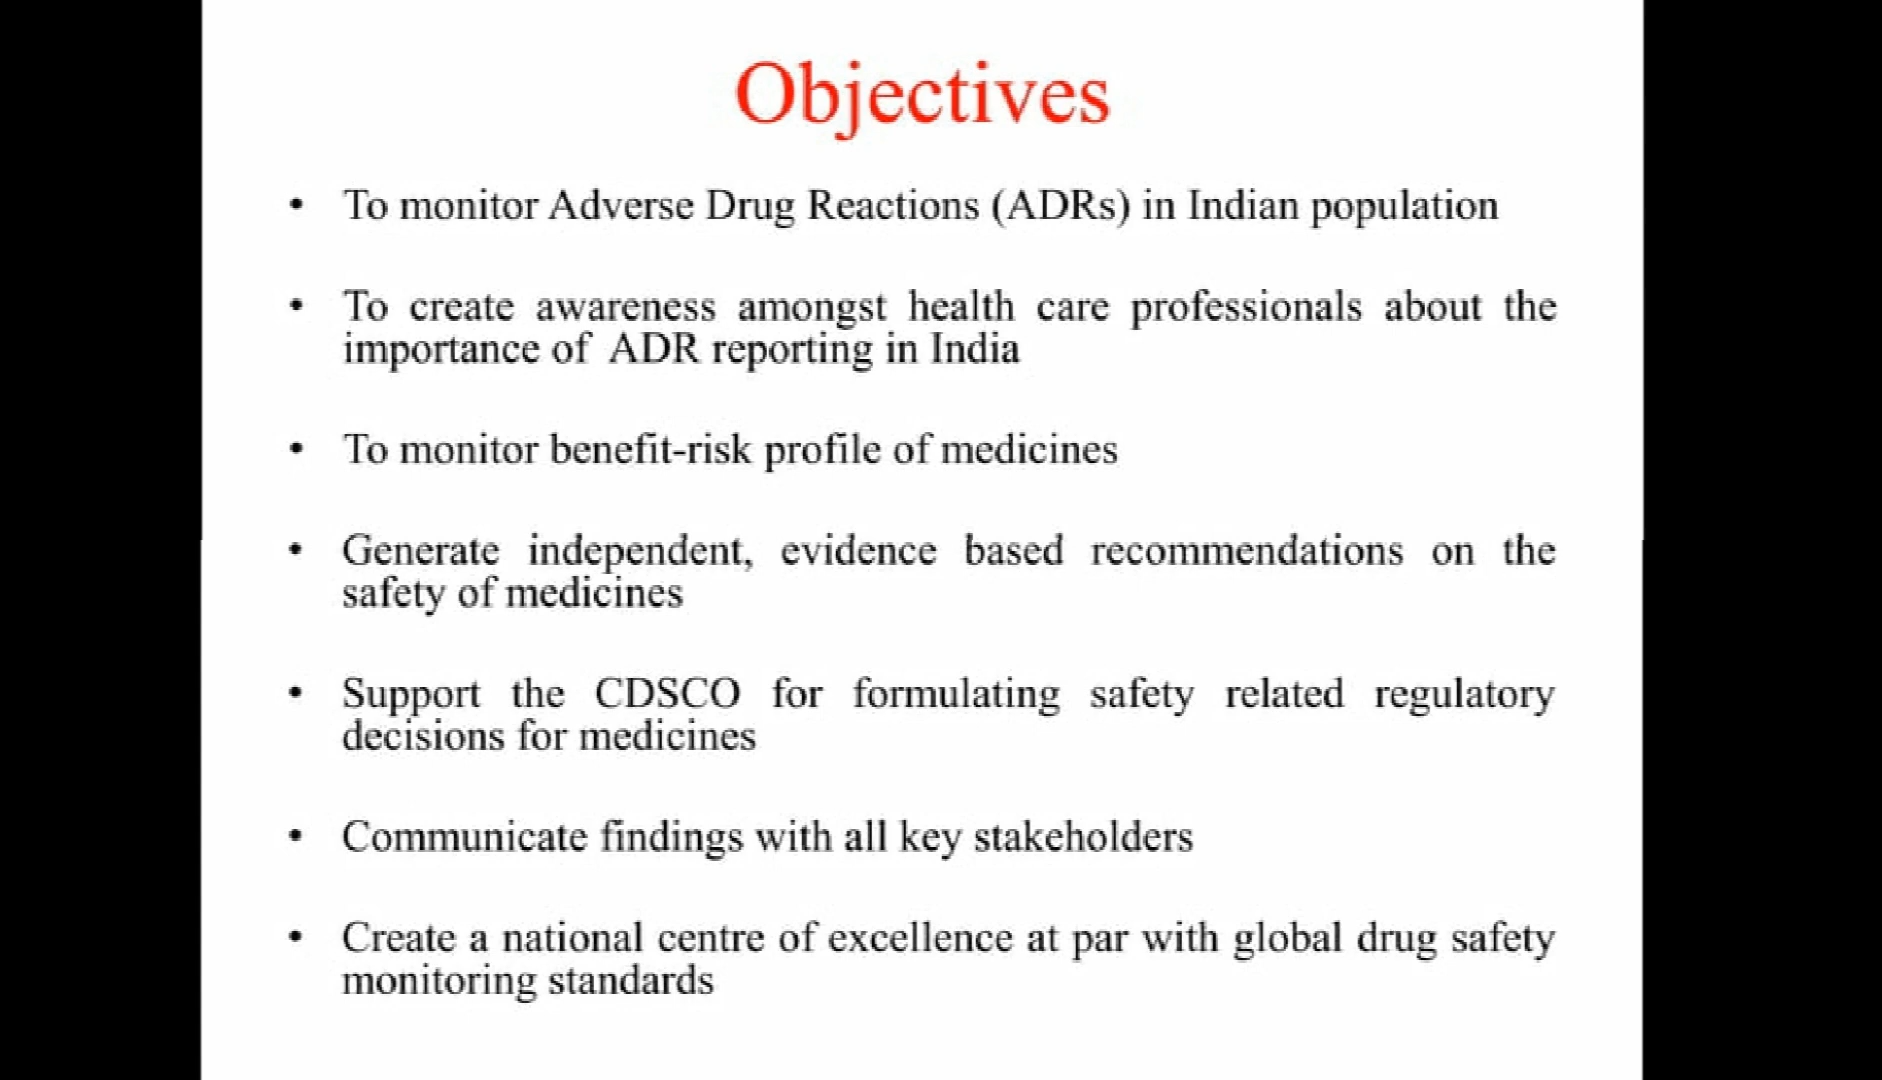 Objectives
• To monitor Adverse Drug Reactions (ADRs) in Indian population
• To create awareness amongst health care professionals about the
importance of ADR reporting in India
• To monitor benefit-risk profile of medicines
• Generate independent, evidence based recommendations on the
safety of medicines
• Support the CDSCO for formulating safety related regulatory
decisions for medicines
• Communicate findings with all key stakeholders
• Create a national centre of excellence at par with global drug safety
monitoring standards